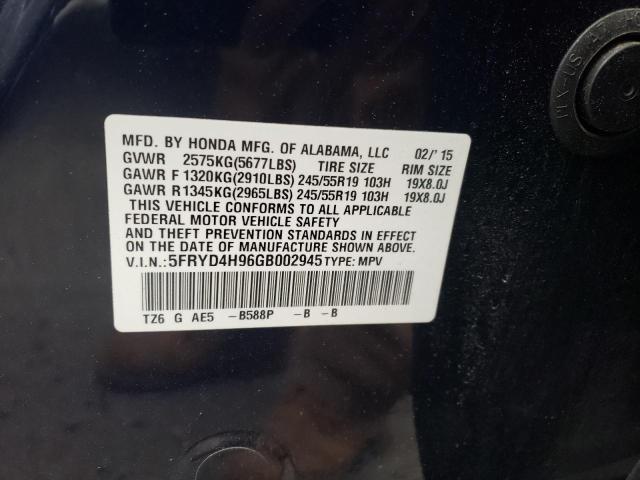 MFD. BY HONDA MFG. OF ALABAMA, LLC 02/'15
GVWR 2575KG(5677LBS) TIRE SIZE RIM SIZE
GAWR F 1320KG(2910LBS) 245/55R19 103H 19X8.0J
GAWR R1345KG(2965LBS) 245/55R19 103H 19X8.0J
THIS VEHICLE CONFORMS TO ALL APPLICABLE
FEDERAL MOTOR VEHICLE SAFETY
AND THEFT PREVENTION STANDARDS IN EFFECT
ON THE DATE OF MANUFACTURE SHOWN ABOVE.
V.I.N.:5FRYD4H96GB002945 TYPE: MPV
TZ6 G AE5 -B588P -B -B